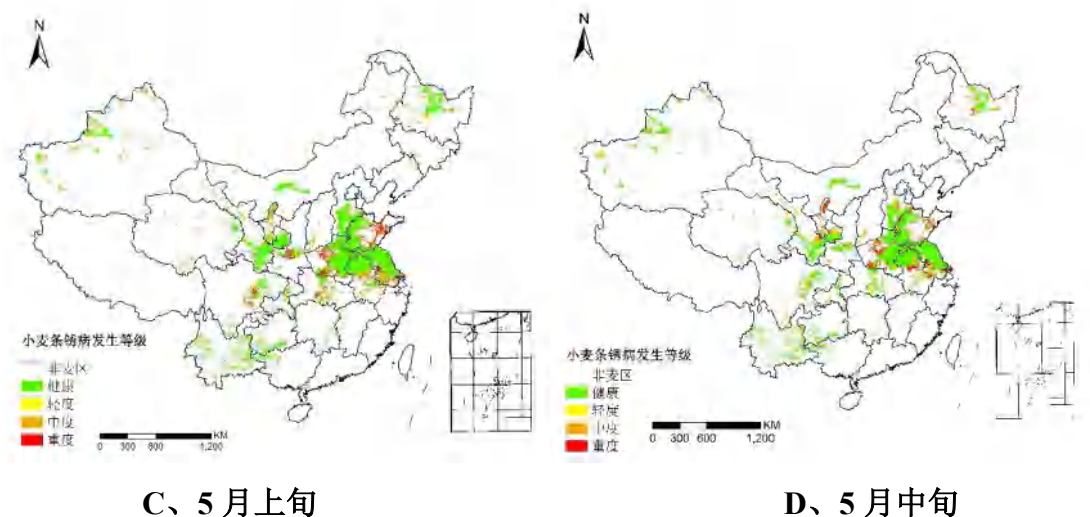 N
小麦条锈病发生等级
非麦区
健康
轻度
中度
重度
0 300 600 1,200 KM
N
小麦条锈病发生等级
非麦区
健康
轻度
中度
重度
0 300 600 1,200 KM
C、5 月上旬
D、5 月中旬